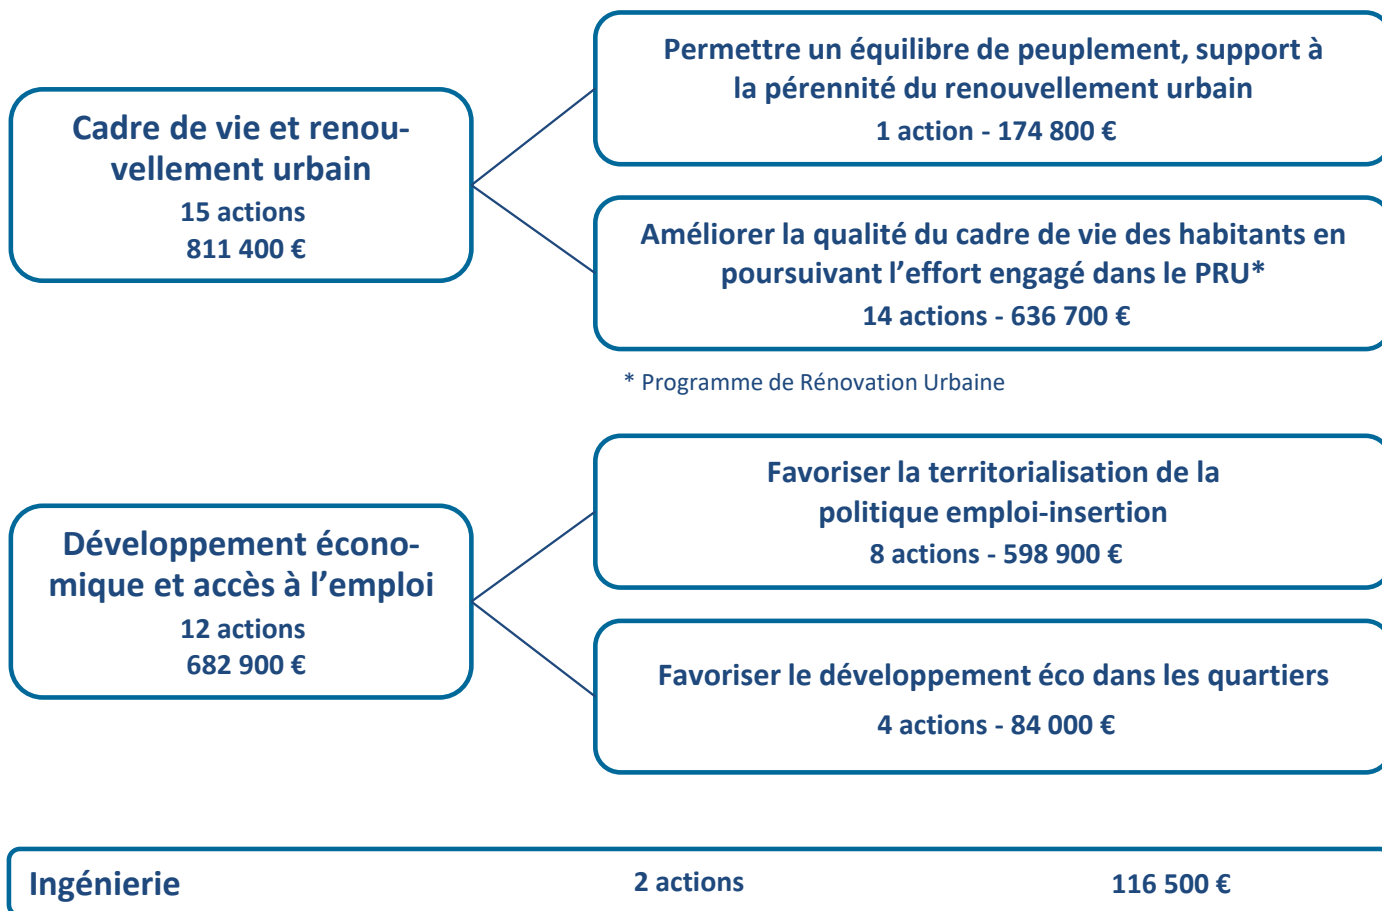 Cadre de vie et renou-
vellement urbain
15 actions
811 400 €
Permettre un équilibre de peuplement, support à
la pérennité du renouvellement urbain
1 action - 174 800 €
Améliorer la qualité du cadre de vie des habitants en
poursuivant l’effort engagé dans le PRU*
14 actions - 636 700 €
* Programme de Rénovation Urbaine
Développement écono-
mique et accès à l’emploi
12 actions
682 900 €
Favoriser la territorialisation de la
politique emploi-insertion
8 actions - 598 900 €
Favoriser le développement éco dans les quartiers
4 actions - 84 000 €
Ingénierie 2 actions 116 500 €